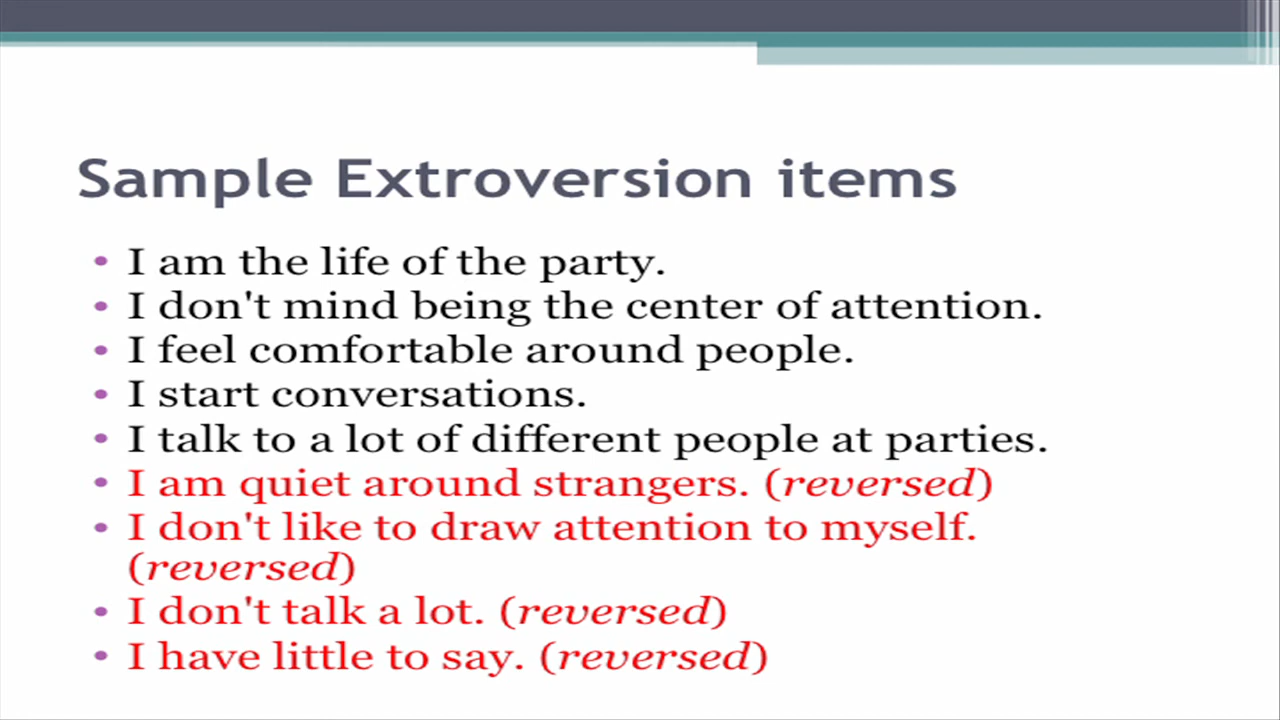 Sample Extroversion items
• I am the life of the party.
• I don't mind being the center of attention.
• I feel comfortable around people.
• I start conversations.
• I talk to a lot of different people at parties.
• I am quiet around strangers. (reversed)
• I don't like to draw attention to myself.
(reversed)
• I don't talk a lot. (reversed)
• I have little to say. (reversed)